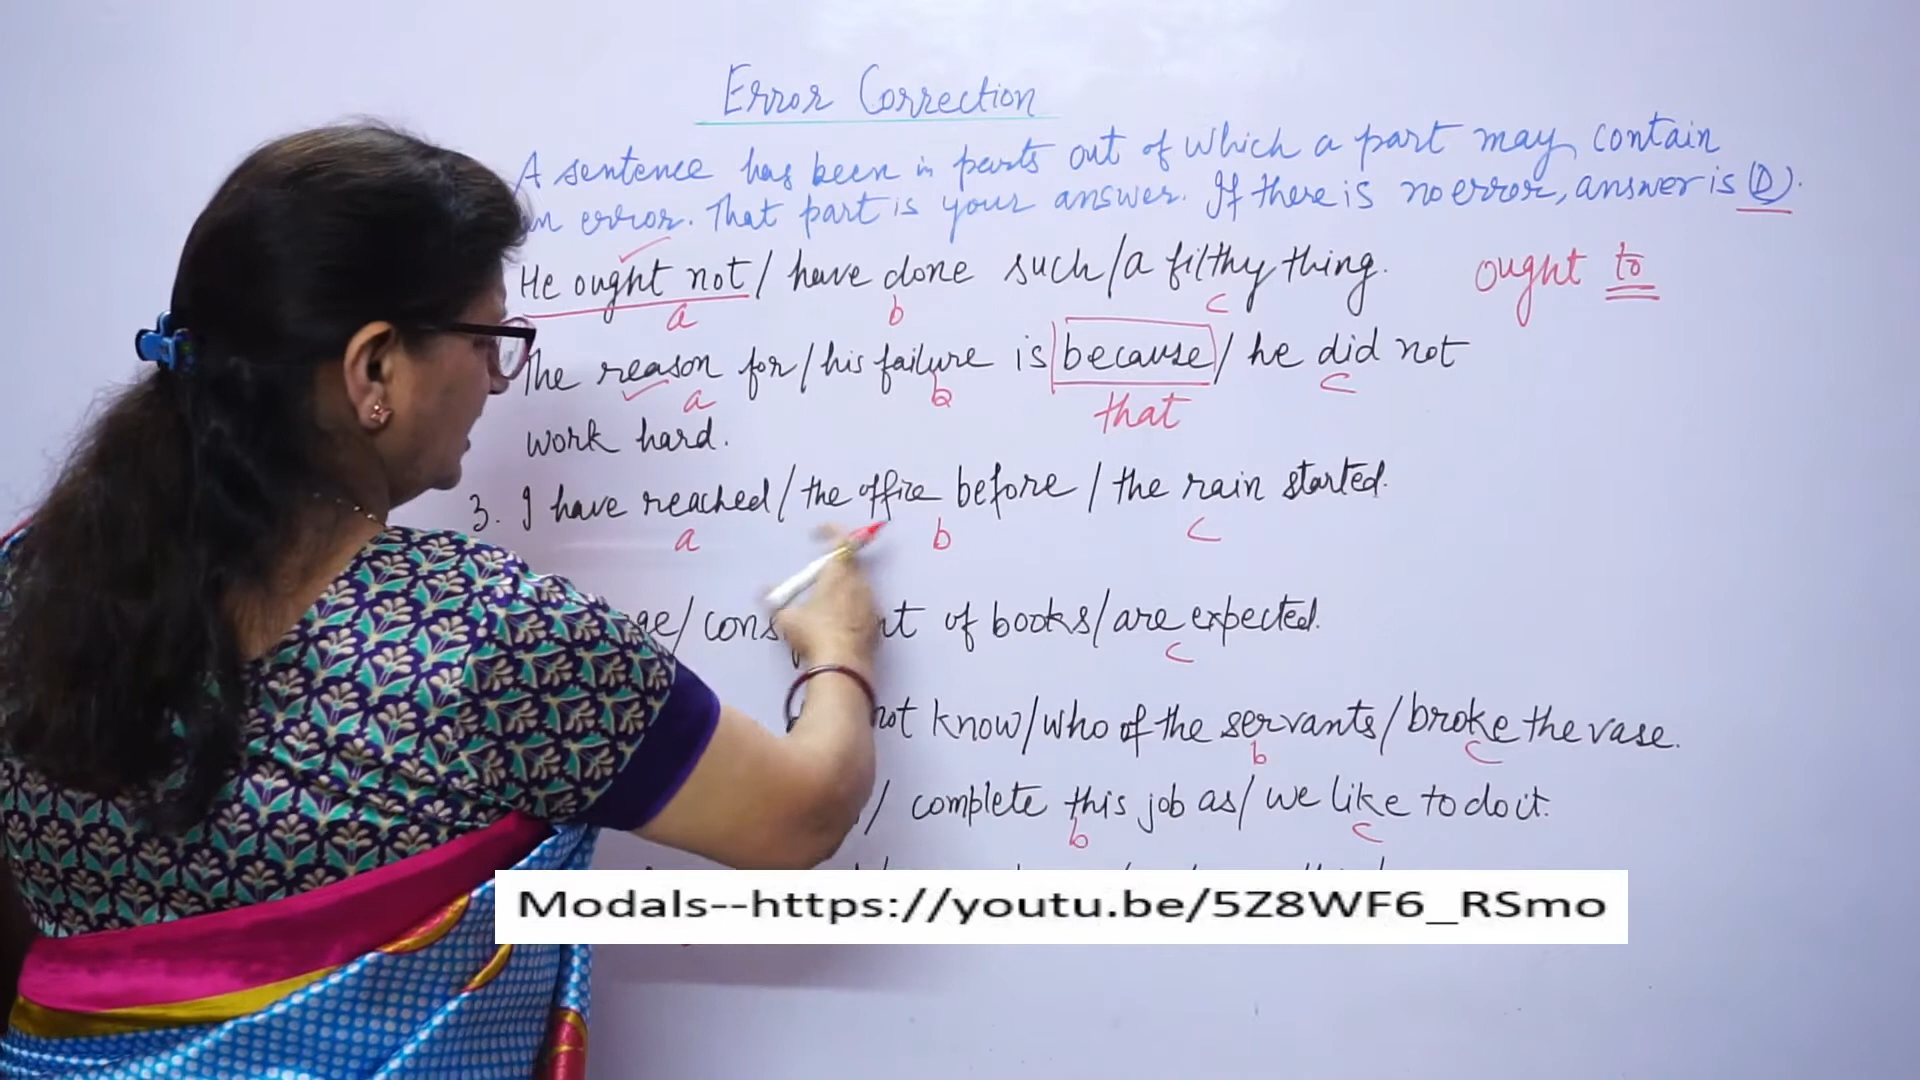 Error Correction
A sentence has been in parts out of which a part may contain
an error. That part is your answer. If there is no error, answer is (D).
He ought not / have done such / a filthy thing. ought to
a b c
The reason for / his failure is because / he did not
a b c
that
work hard.
3. I have reached / the office before / the rain started.
a b c
/ of books / are expected.
c
not know / who of the servants / broke the vase.
b c
/ complete this job as / we like to do it.
b c
Modals--https://youtu.be/5Z8WF6_RSmo